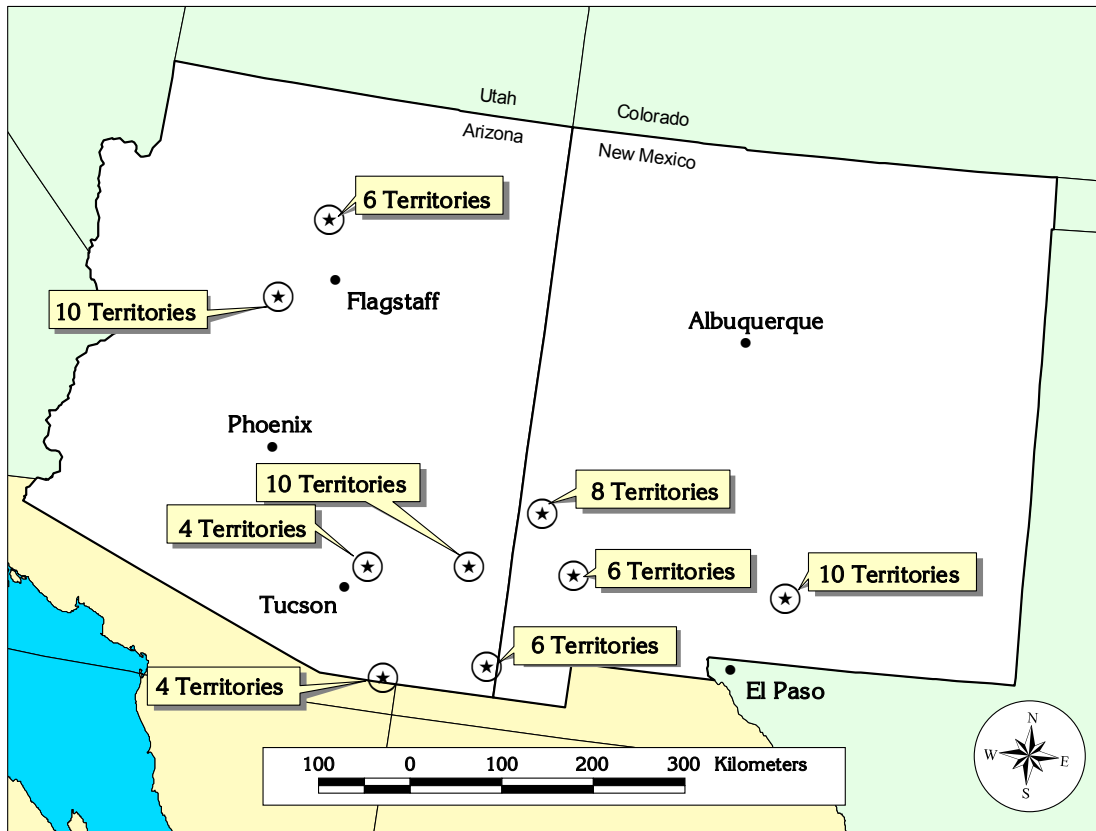 Utah
Colorado
Arizona
New Mexico
6 Territories
Flagstaff
10 Territories
Albuquerque
Phoenix
10 Territories
8 Territories
4 Territories
6 Territories
10 Territories
Tucson
6 Territories
4 Territories
El Paso
N
W E
S
100 0 100 200 300 Kilometers